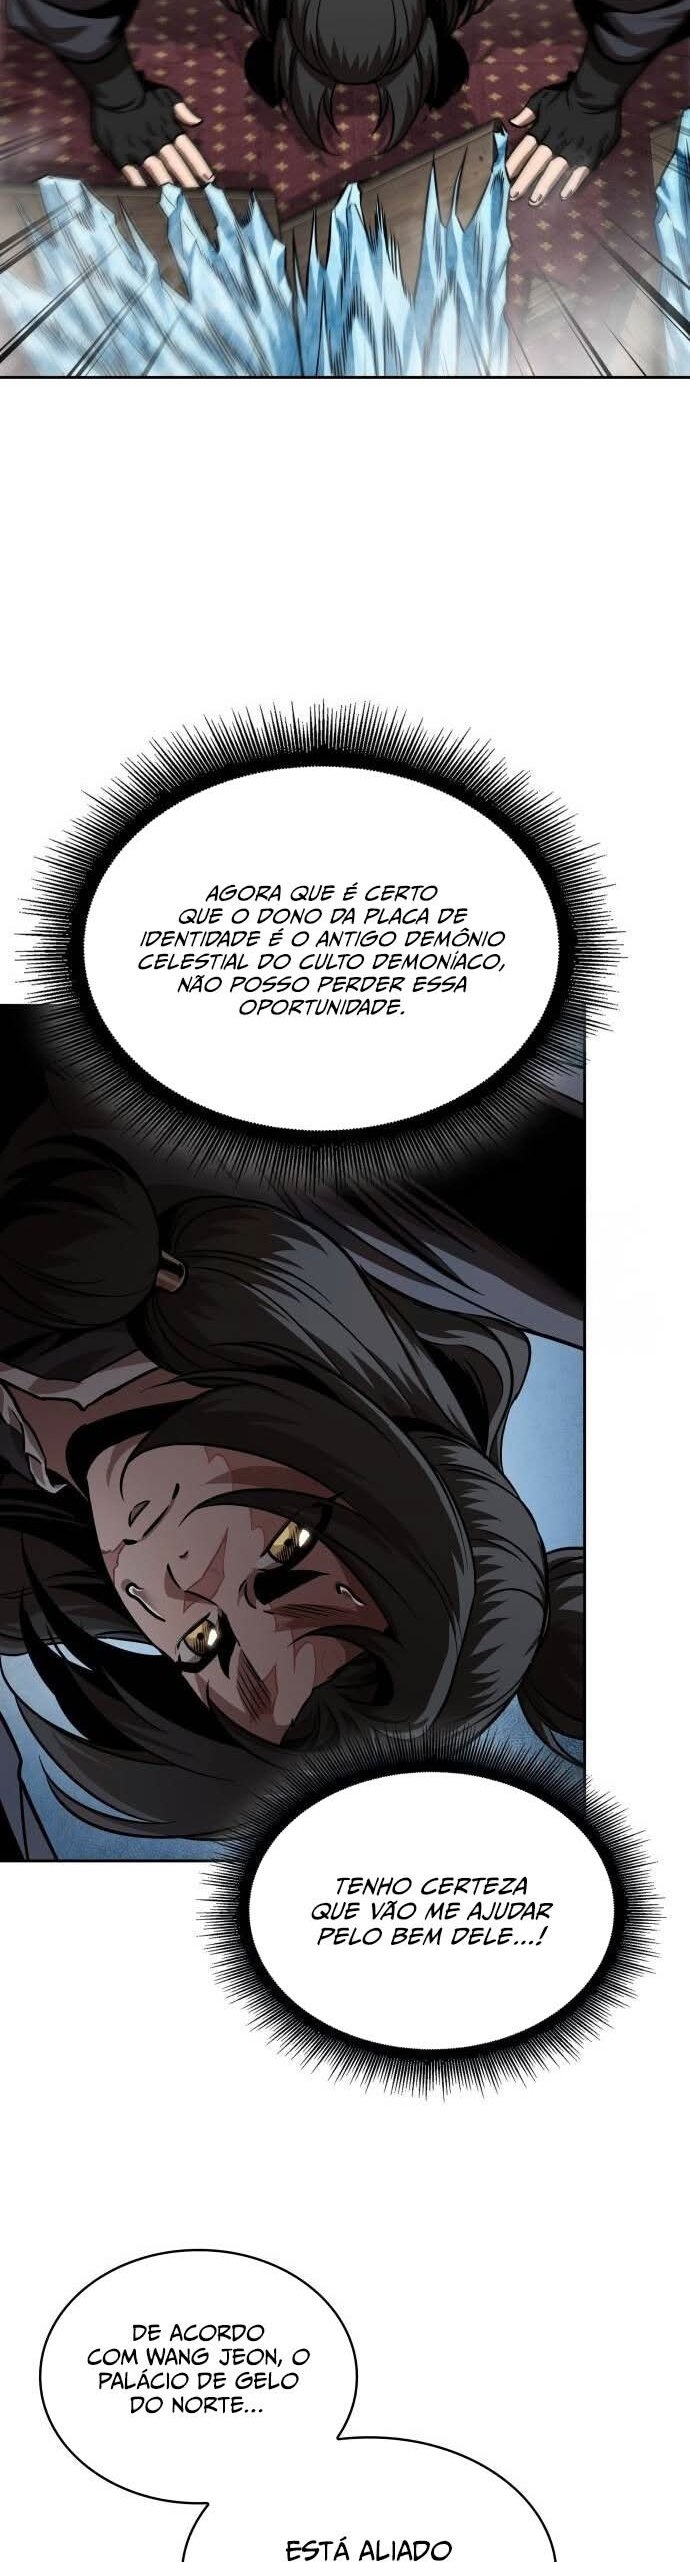 AGORA QUE É CERTO
QUE O DONO DA PLACA DE
IDENTIDADE É O ANTIGO DEMÔNIO
CELESTIAL DO CULTO DEMONÍACO,
NÃO POSSO PERDER ESSA
OPORTUNIDADE.
TENHO CERTEZA
QUE VÃO ME AJUDAR
PELO BEM DELE...!
DE ACORDO
COM WANG JEON, O
PALÁCIO DE GELO
DO NORTE...
ESTÁ ALIADO